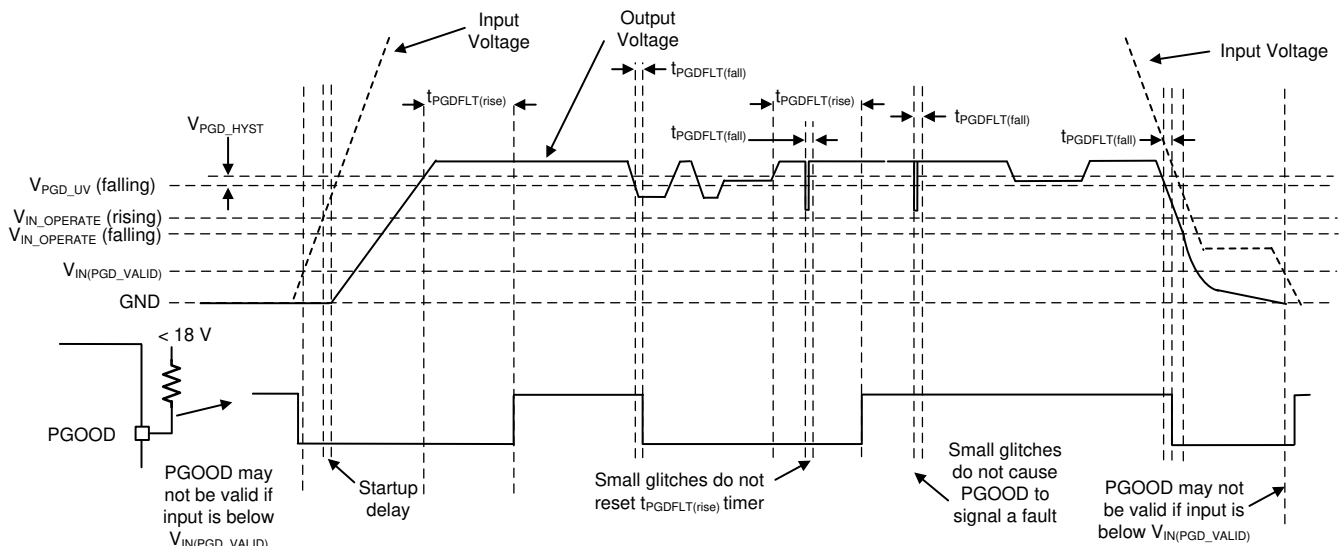 Input
Voltage
Output
Voltage
Input Voltage
tPGDFLT(fall)
tPGDFLT(rise)
tPGDFLT(rise)
tPGDFLT(fall)
tPGDFLT(fall)
tPGDFLT(fall)
VPGD_HYST
VPGD_UV (falling)
VIN_OPERATE (rising)
VIN_OPERATE (falling)
VIN(PGD_VALID)
GND
< 18 V
PGOOD
PGOOD may
not be valid if
input is below
VIN(PGD_VALID)
Startup
delay
Small glitches do not
reset tPGDFLT(rise) timer
Small glitches
do not cause
PGOOD to
signal a fault
PGOOD may not
be valid if input is
below VIN(PGD_VALID)